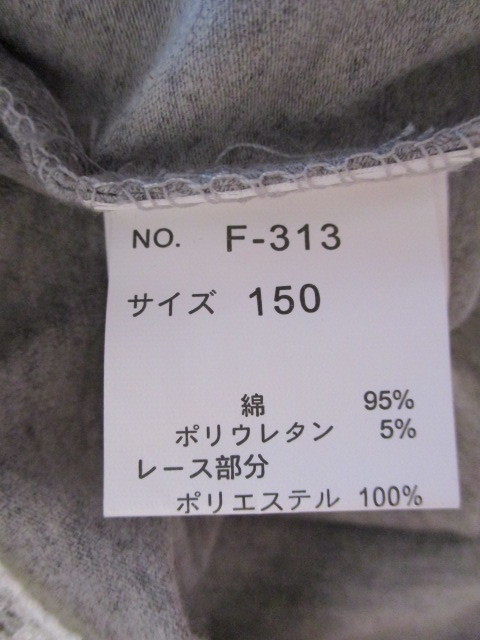 NO. F-313
サイズ 150
綿 95%
ポリウレタン 5%
レース部分
ポリエステル 100%